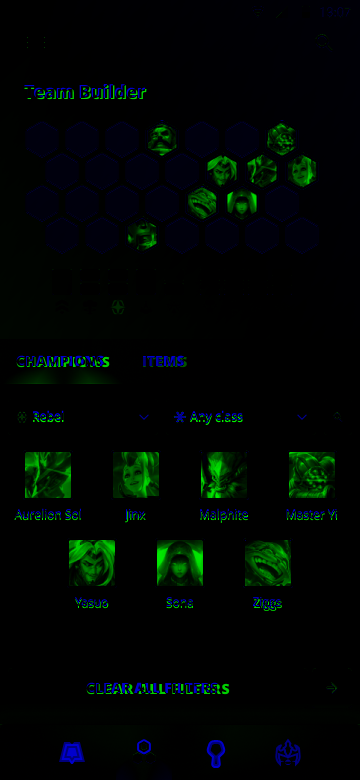 Team Builder
CHAMPIONS ITEMS
Rebel Any class
Aurelion Sol Jinx Malphite Master Yi
Yasuo Sona Ziggs
CLEAR ALL FILTERS